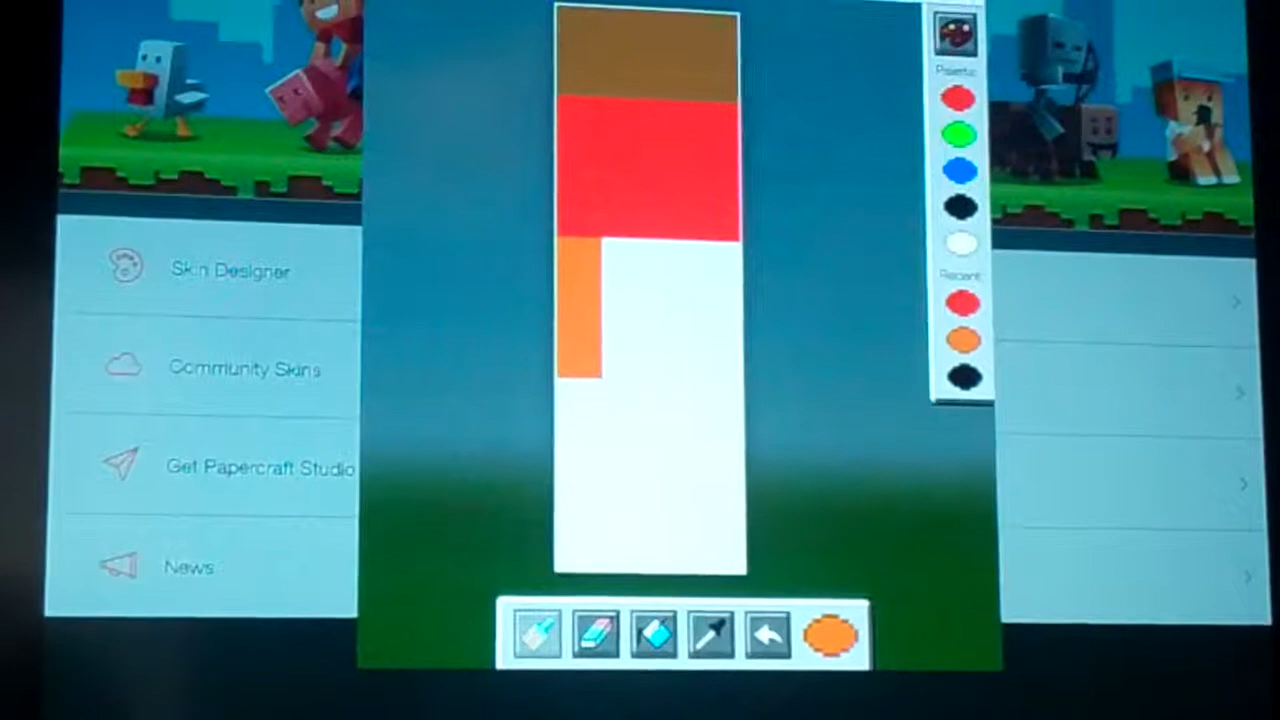 Skin Designer
Community Skins
Get Papercraft Studio
News
Palette
Recent